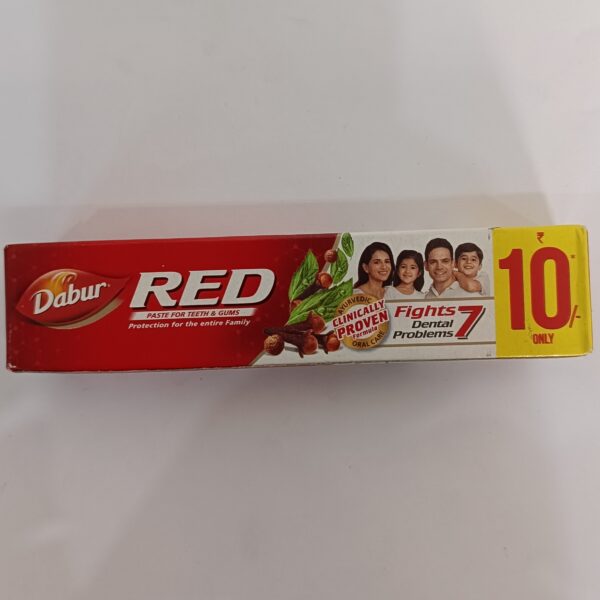 Dabur
RED
PASTE FOR TEETH & GUMS
Protection for the entire Family
AYURVEDIC
CLINICALLY
PROVEN
Formula
ORAL CARE
Fights
Dental
Problems
7
₹
10/-
ONLY